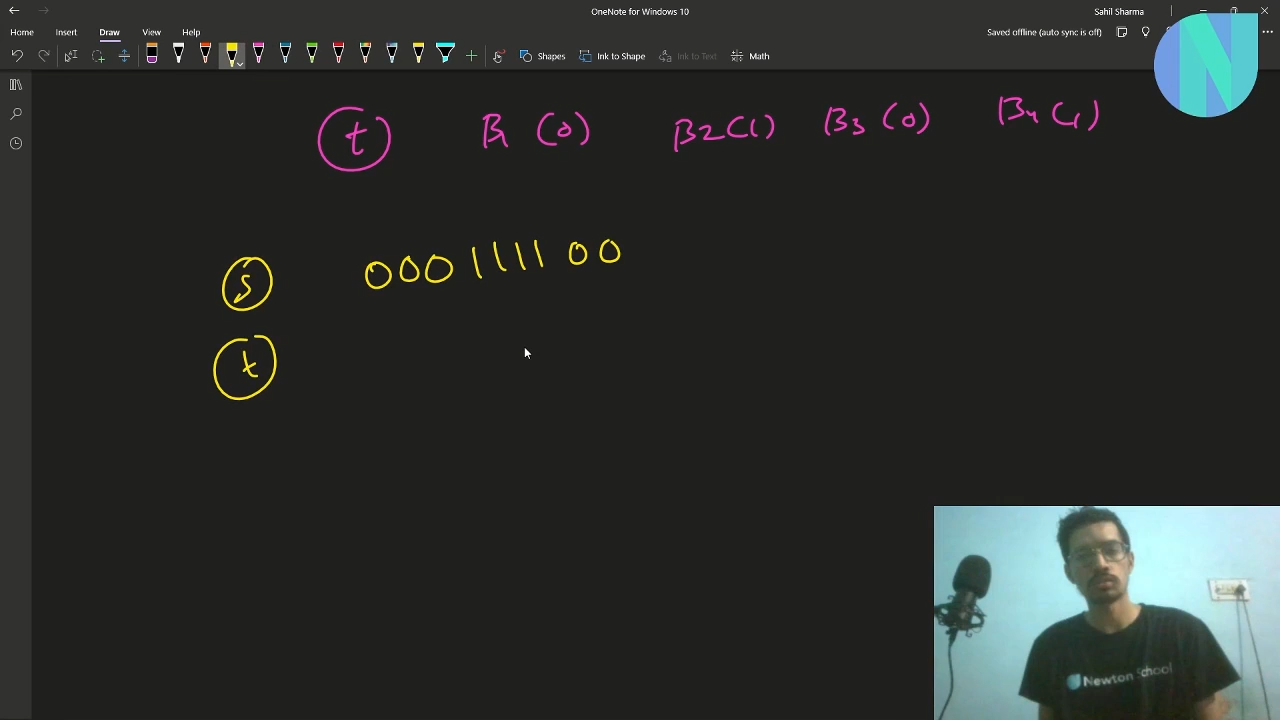 OneNote for Windows 10
Sahil Sharma
Home Insert Draw View Help
Saved offline (auto sync is off)
Shapes Ink to Shape Ink to Text Math
t B1 (0) B2 (1) B3 (0) B4 (1)
S 000111100
t
Newton School